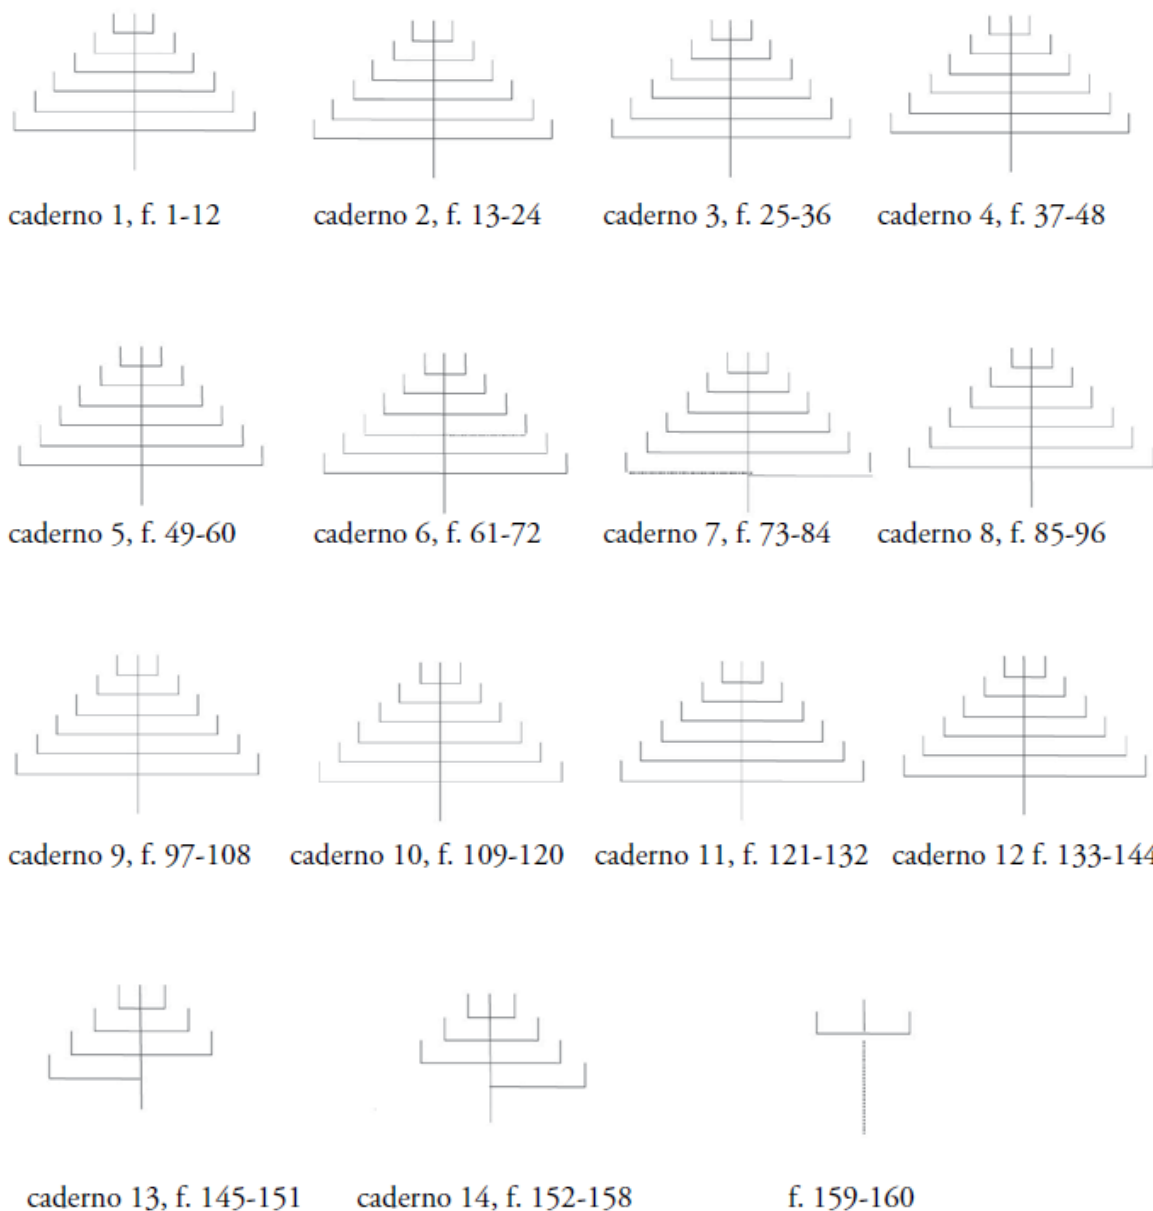 caderno 1, f. 1-12
caderno 2, f. 13-24
caderno 3, f. 25-36
caderno 4, f. 37-48
caderno 5, f. 49-60
caderno 6, f. 61-72
caderno 7, f. 73-84
caderno 8, f. 85-96
caderno 9, f. 97-108
caderno 10, f. 109-120
caderno 11, f. 121-132
caderno 12 f. 133-144
caderno 13, f. 145-151
caderno 14, f. 152-158
f. 159-160